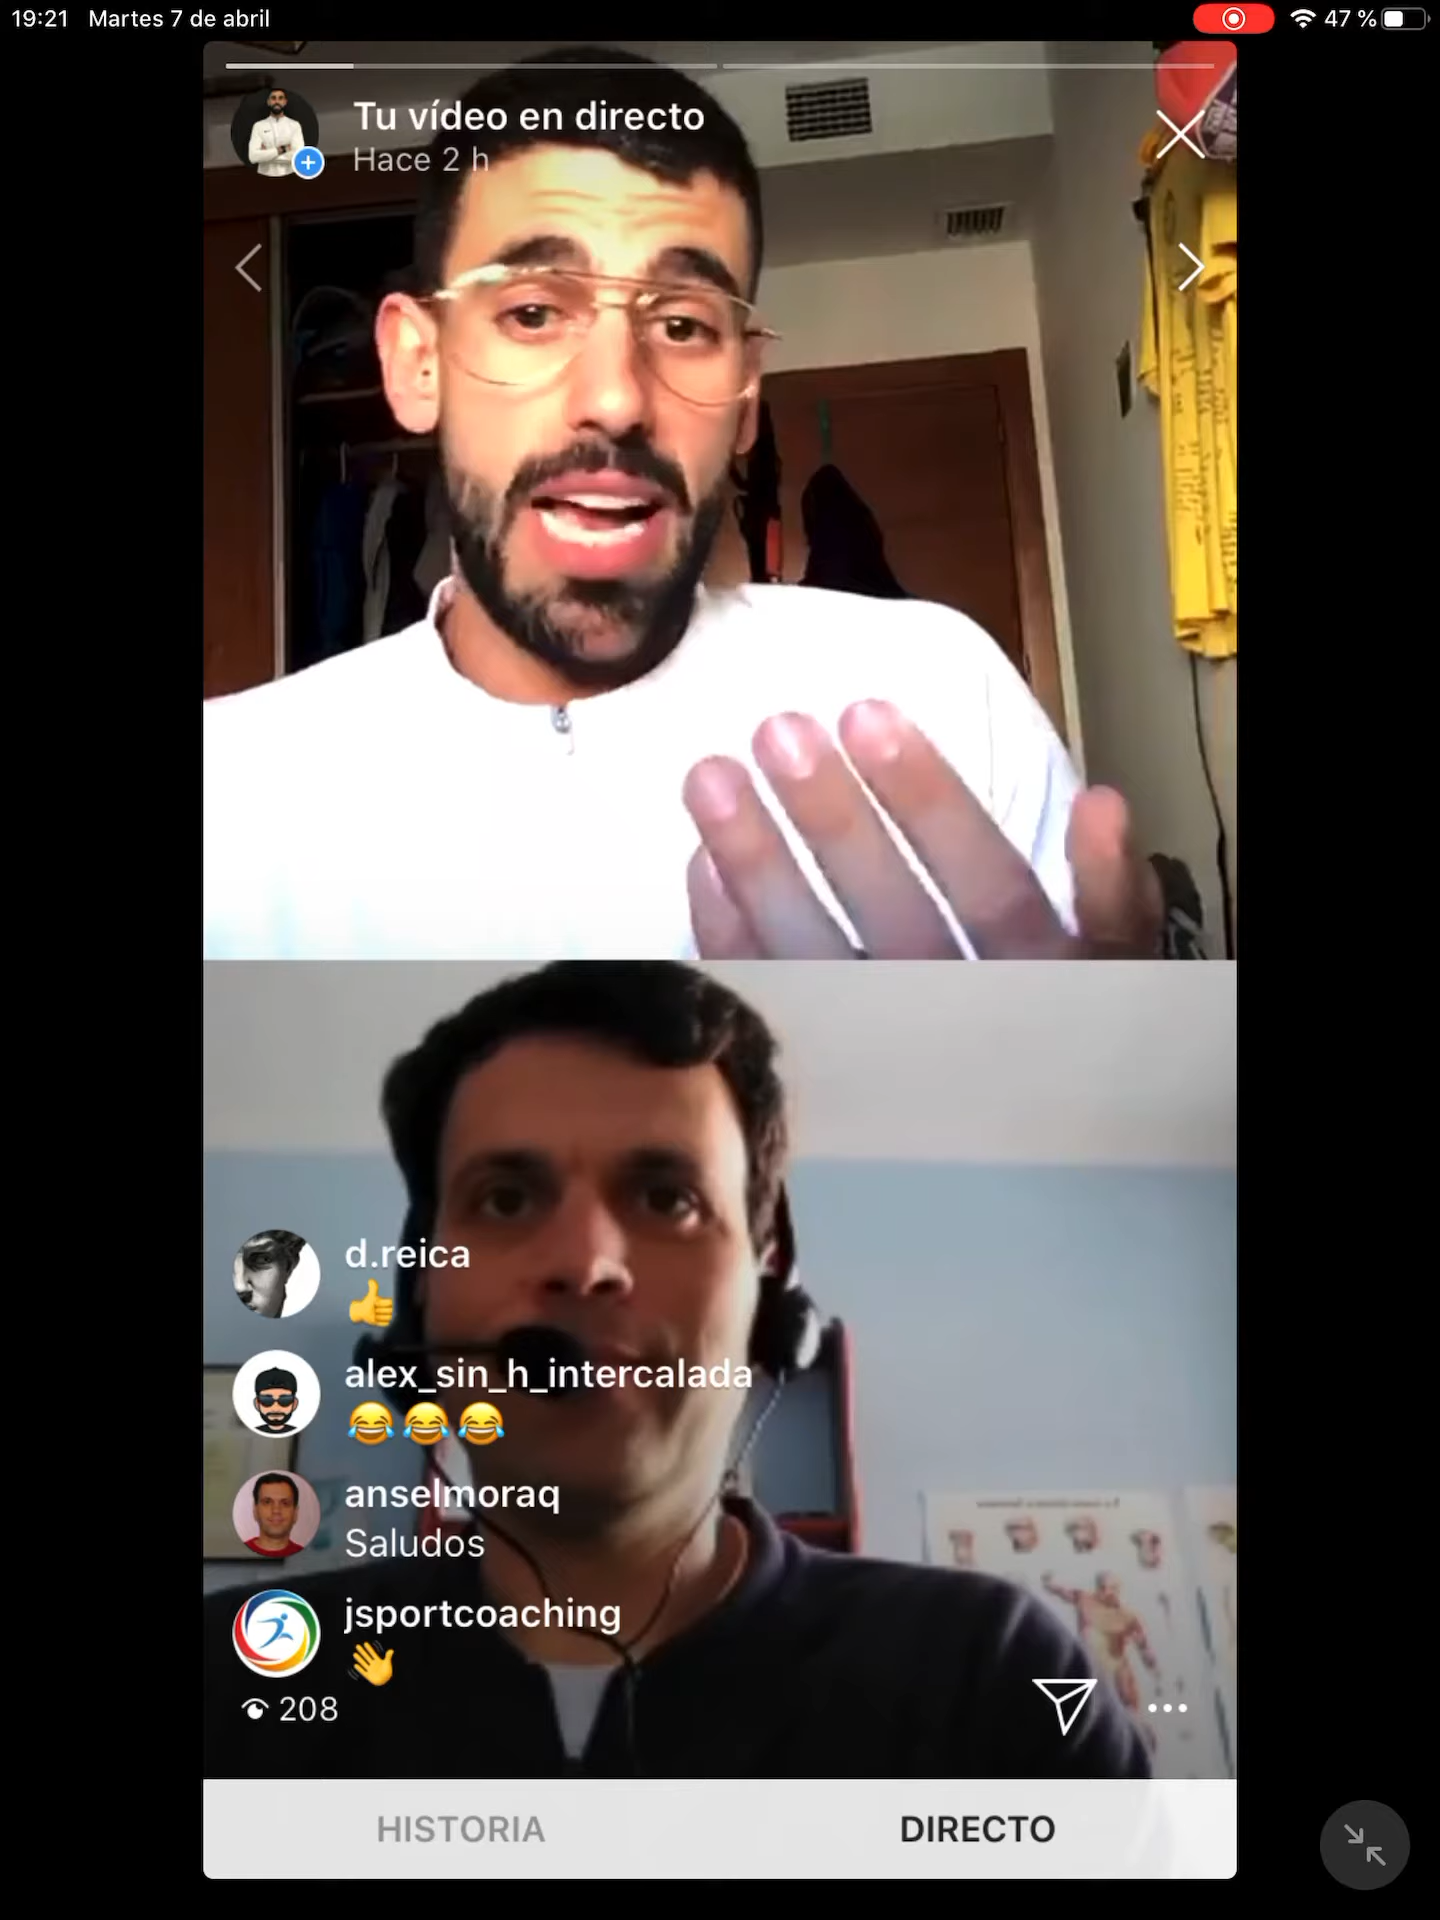 19:21 Martes 7 de abril
47 %
Tu vídeo en directo
Hace 2 h
d.reica
👍
alex_sin_h_intercalada
😂😂😂
anselmoraq
Saludos
jsportcoaching
👋
208
HISTORIA
DIRECTO